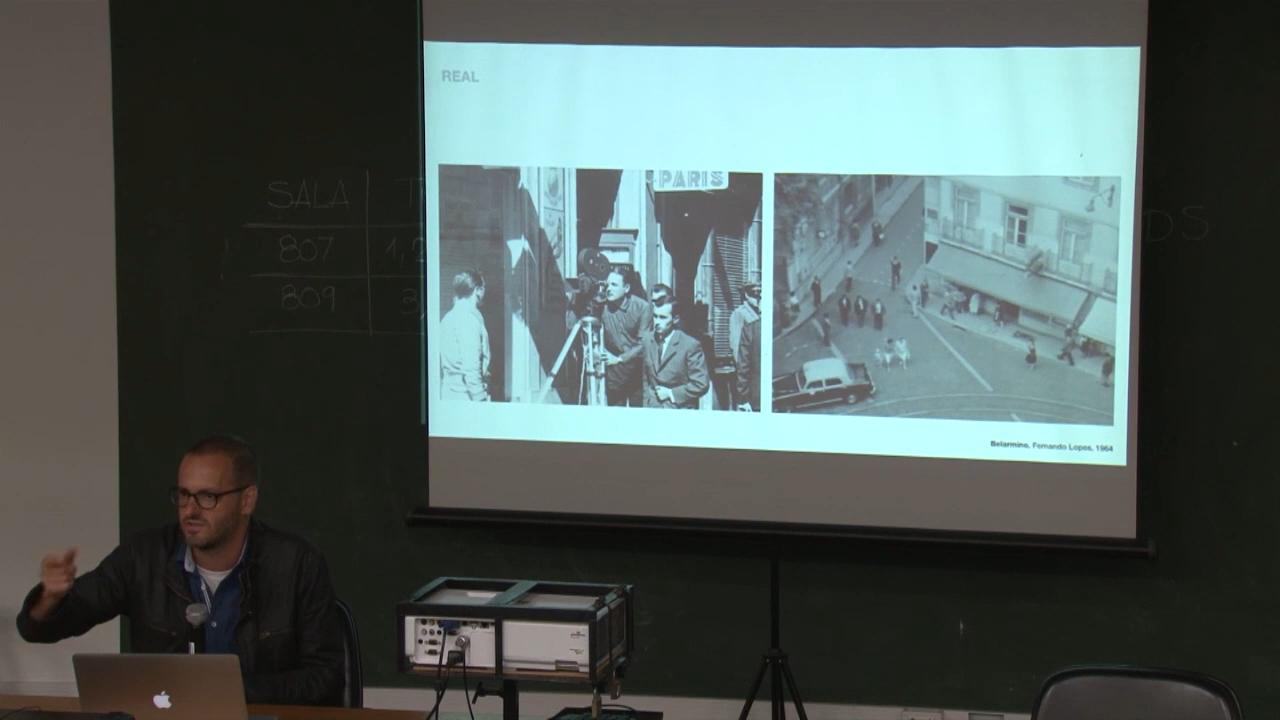 REAL
PARIS
Belarmino, Fernando Lopes, 1964
SALA
807
809